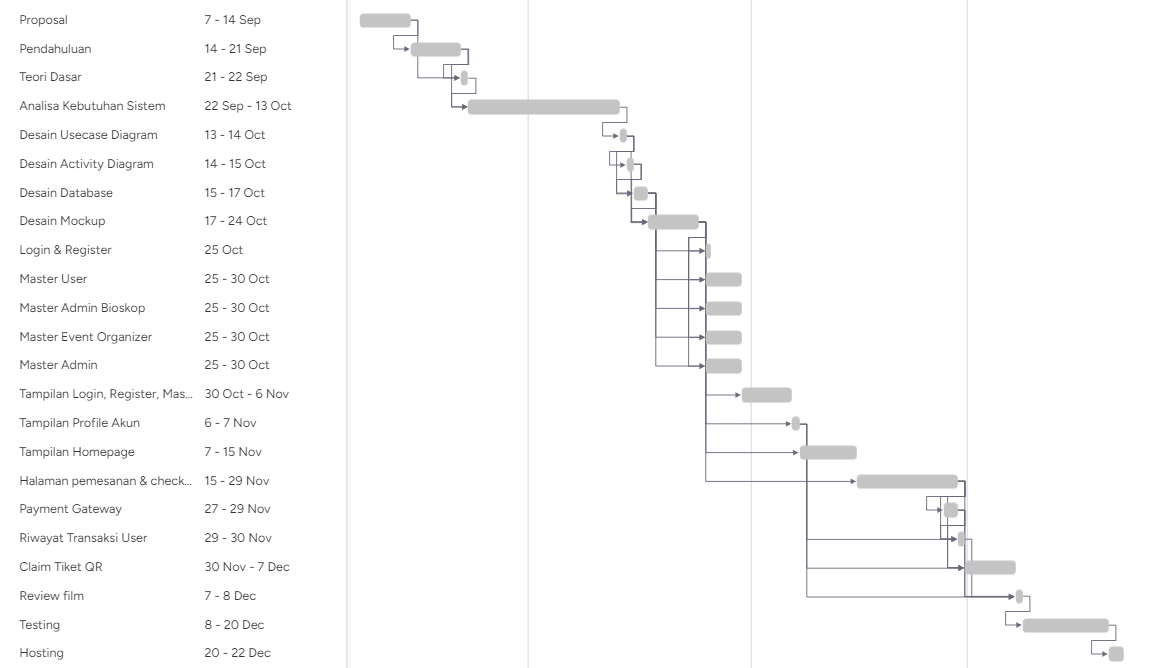 Proposal 7 - 14 Sep
Pendahuluan 14 - 21 Sep
Teori Dasar 21 - 22 Sep
Analisa Kebutuhan Sistem 22 Sep - 13 Oct
Desain Usecase Diagram 13 - 14 Oct
Desain Activity Diagram 14 - 15 Oct
Desain Database 15 - 17 Oct
Desain Mockup 17 - 24 Oct
Login & Register 25 Oct
Master User 25 - 30 Oct
Master Admin Bioskop 25 - 30 Oct
Master Event Organizer 25 - 30 Oct
Master Admin 25 - 30 Oct
Tampilan Login, Register, Mas... 30 Oct - 6 Nov
Tampilan Profile Akun 6 - 7 Nov
Tampilan Homepage 7 - 15 Nov
Halaman pemesanan & check... 15 - 29 Nov
Payment Gateway 27 - 29 Nov
Riwayat Transaksi User 29 - 30 Nov
Claim Tiket QR 30 Nov - 7 Dec
Review film 7 - 8 Dec
Testing 8 - 20 Dec
Hosting 20 - 22 Dec